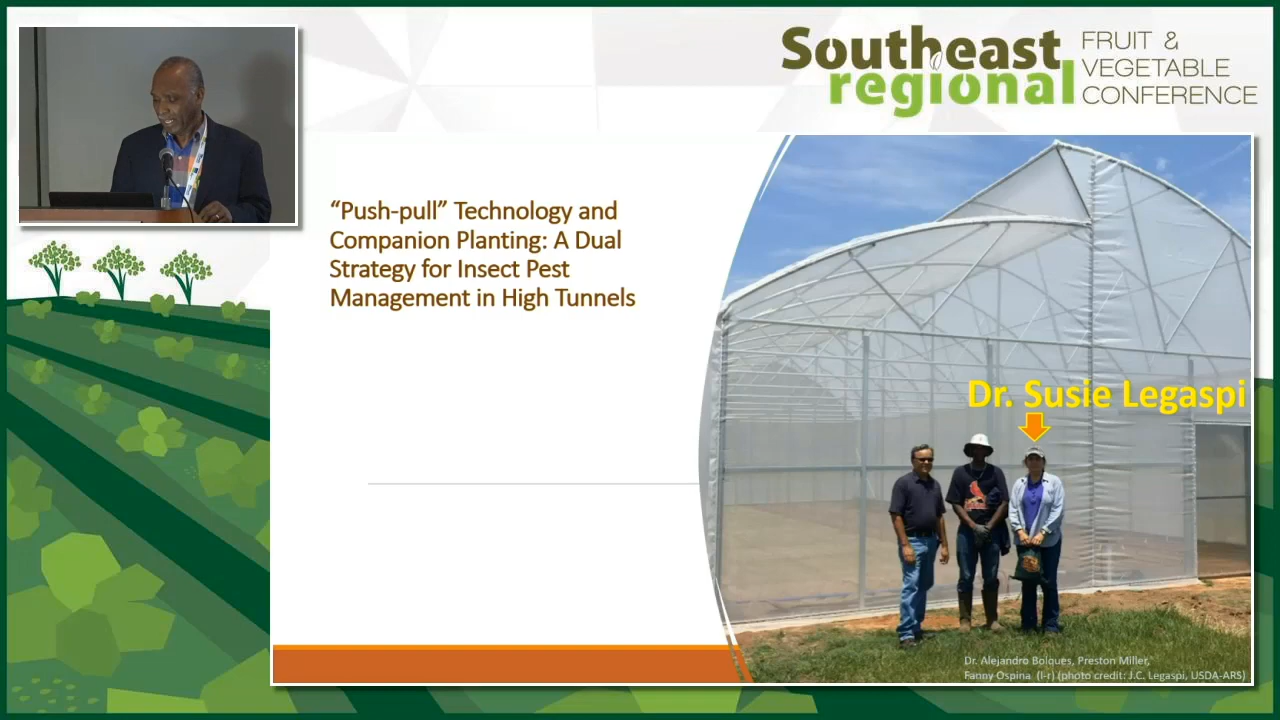 Southeast
regional
FRUIT &
VEGETABLE
CONFERENCE
“Push-pull” Technology and
Companion Planting: A Dual
Strategy for Insect Pest
Management in High Tunnels
Dr. Susie Legaspi
Dr. Alejandro Bolques, Preston Miller,
Fanny Ospina (l-r) (photo credit: J.C. Legaspi, USDA-ARS)